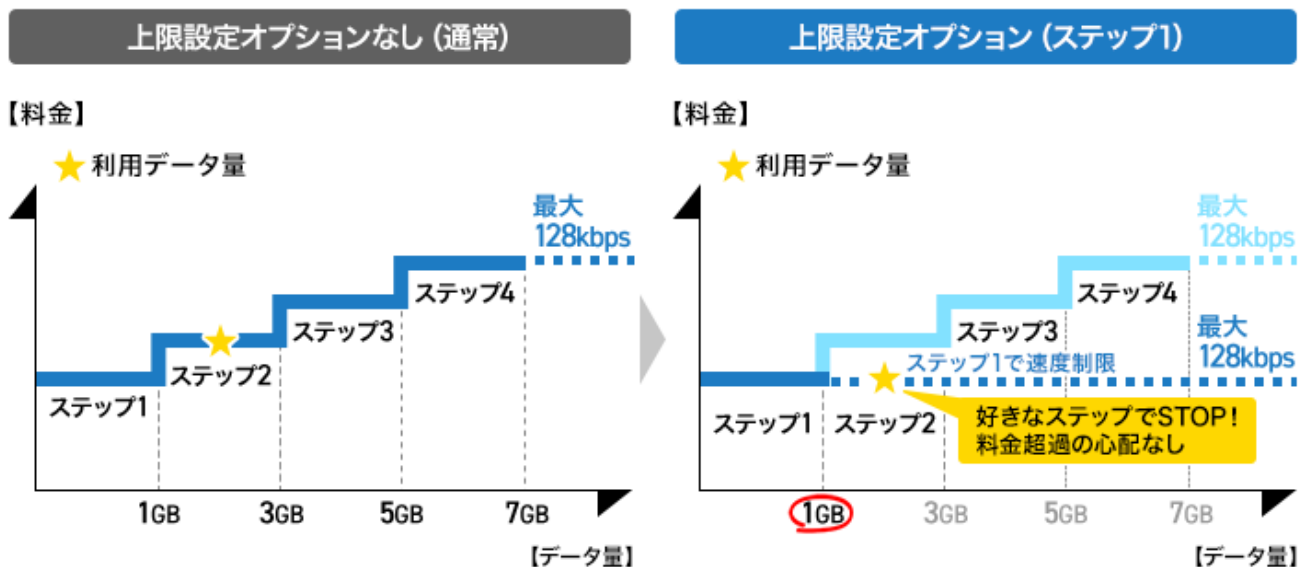 上限設定オプションなし（通常）
【料金】
利用データ量
最大
128kbps
ステップ4
ステップ3
ステップ2
ステップ1
1GB 3GB 5GB 7GB
【データ量】
上限設定オプション（ステップ1）
【料金】
利用データ量
最大
128kbps
ステップ4
ステップ3
最大
128kbps
ステップ1で速度制限
ステップ1 ステップ2
好きなステップでSTOP！
料金超過の心配なし
1GB 3GB 5GB 7GB
【データ量】